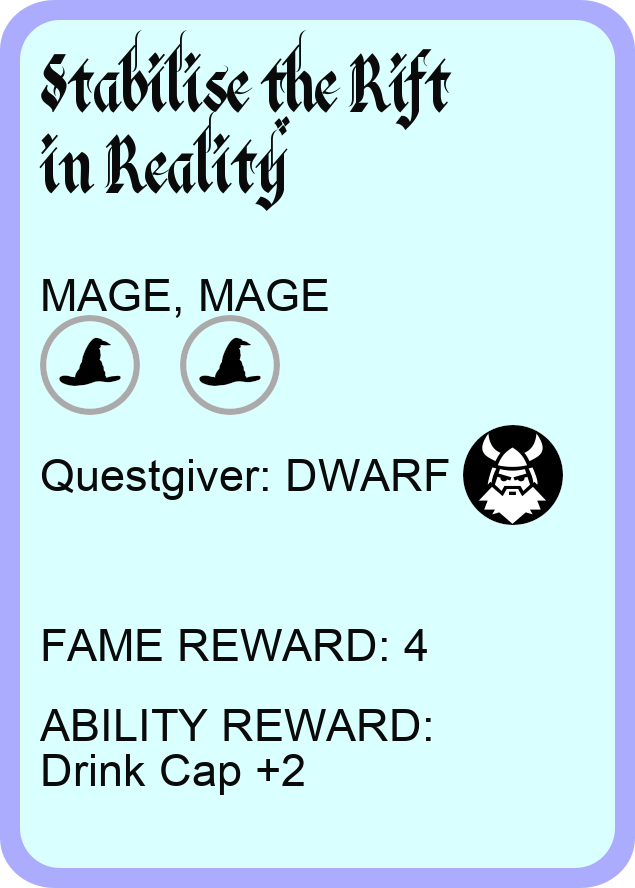 Stabilise the Rift
in Reality
MAGE, MAGE
Questgiver: DWARF
FAME REWARD: 4
ABILITY REWARD:
Drink Cap +2